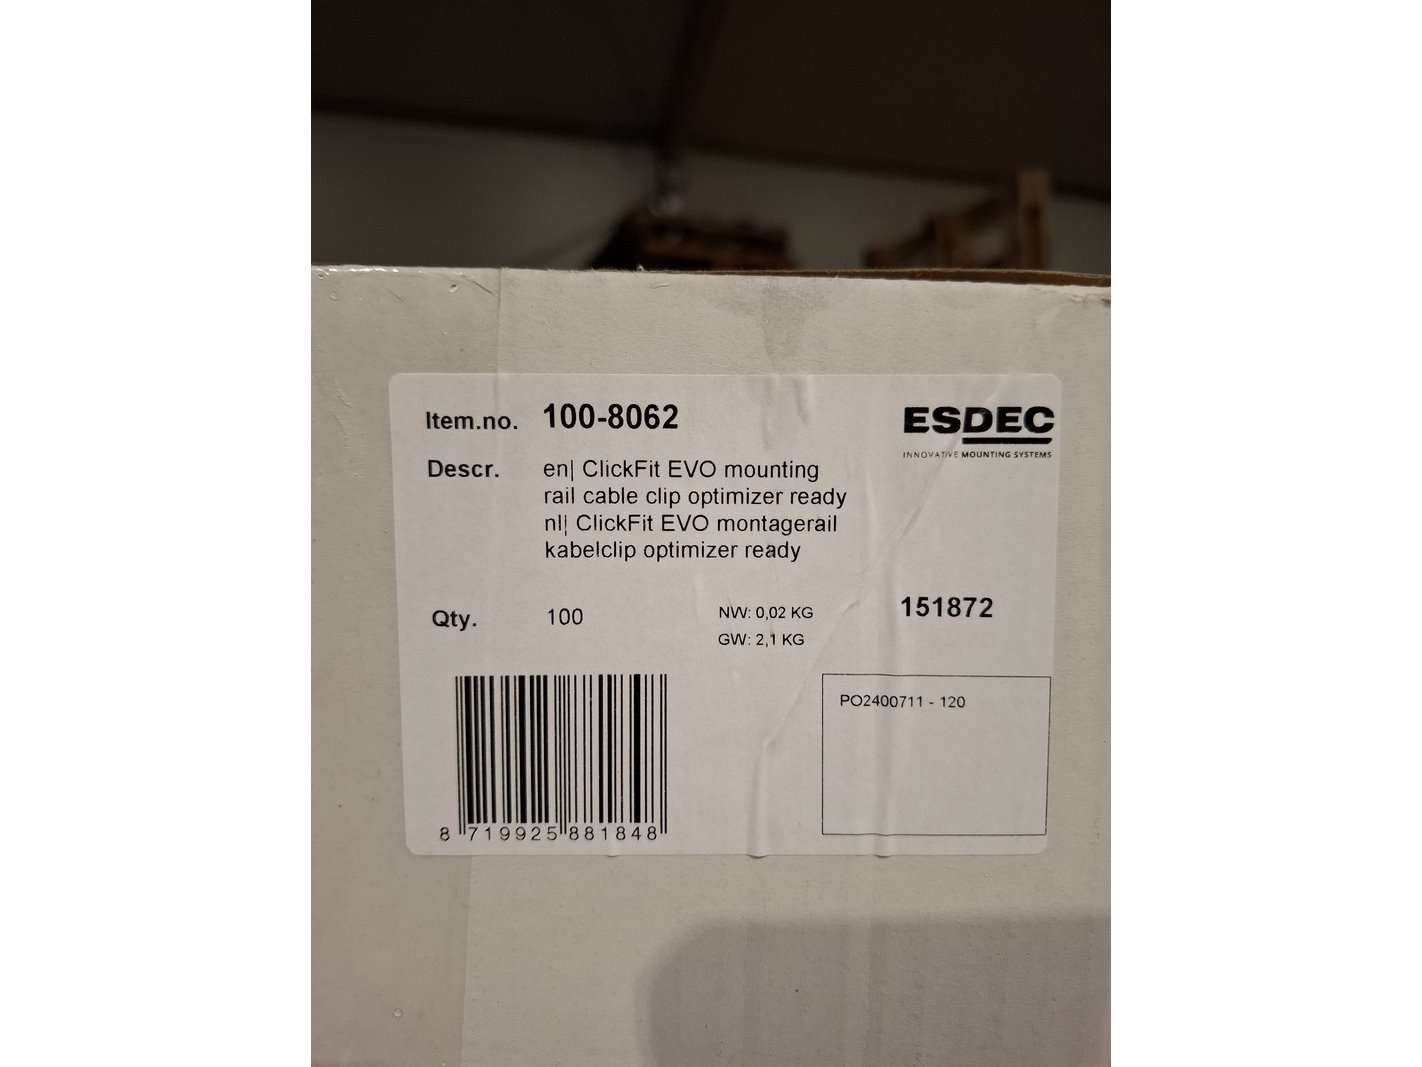 Item.no. 100-8062
ESDEC
INNOVATIVE MOUNTING SYSTEMS
Descr. en| ClickFit EVO mounting
rail cable clip optimizer ready
nl| ClickFit EVO montagerail
kabelclip optimizer ready
Qty. 100
NW: 0,02 KG
GW: 2,1 KG
151872
PO2400711 - 120
8 719925 881848